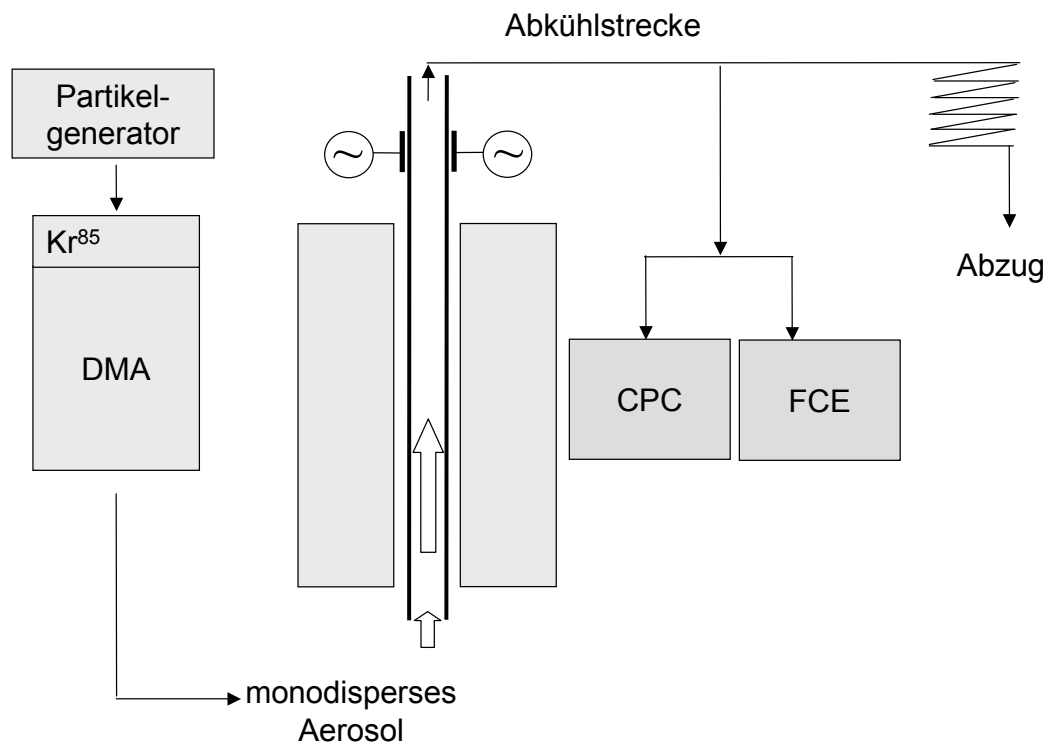 Abkühlstrecke
Partikel-
generator
Kr85
DMA
~
~
Abzug
CPC
FCE
monodisperses
Aerosol